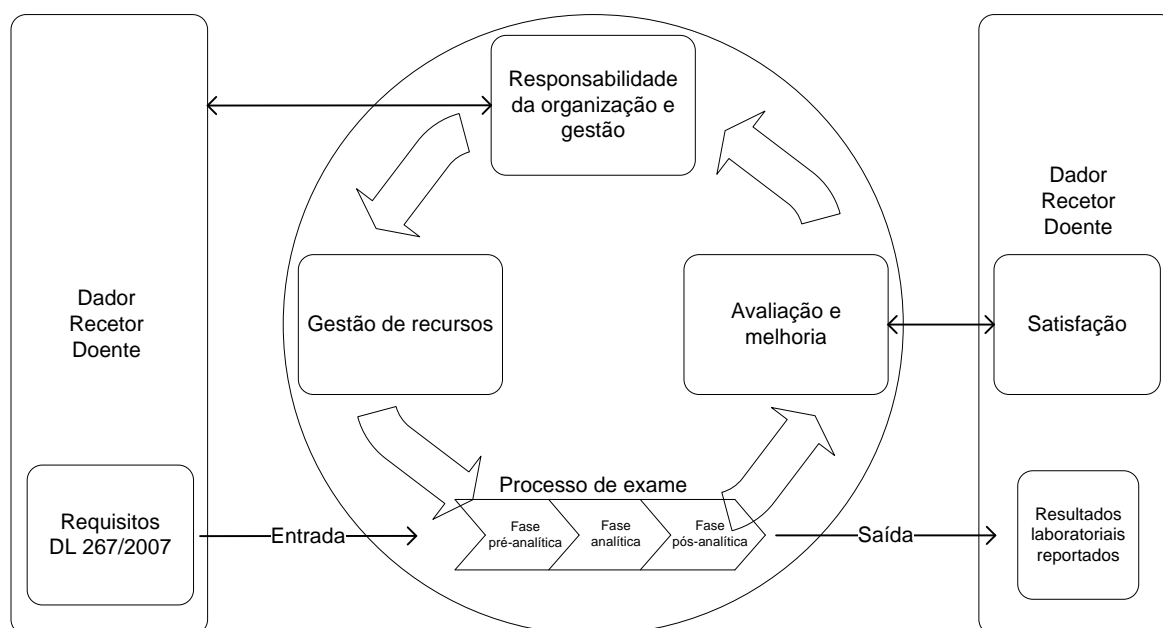 Dador
Recetor
Doente
Requisitos
DL 267/2007
Entrada
Responsabilidade
da organização e
gestão
Gestão de recursos
Avaliação e
melhoria
Processo de exame
Fase
pré-analítica
Fase
analítica
Fase
pós-analítica
Saída
Dador
Recetor
Doente
Satisfação
Resultados
laboratoriais
reportados